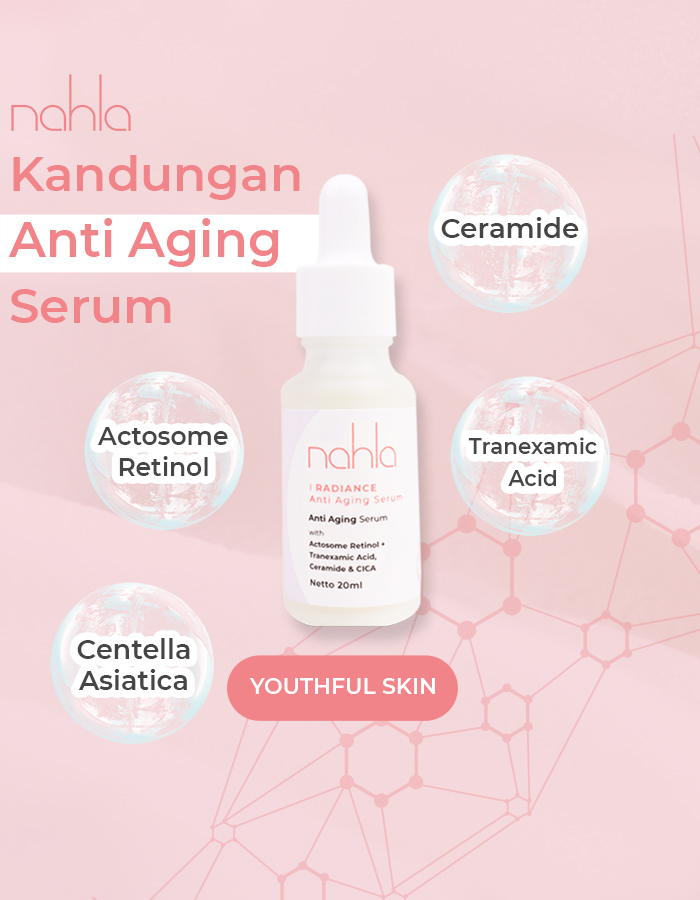 nahla
Kandungan
Anti Aging
Serum
Ceramide
Actosome
Retinol
Tranexamic
Acid
nahla
I RADIANCE
Anti Aging Serum
Anti Aging Serum
with
Actosome Retinol +
Tranexamic Acid,
Ceramide & CICA
Netto 20ml
Centella
Asiatica
YOUTHFUL SKIN